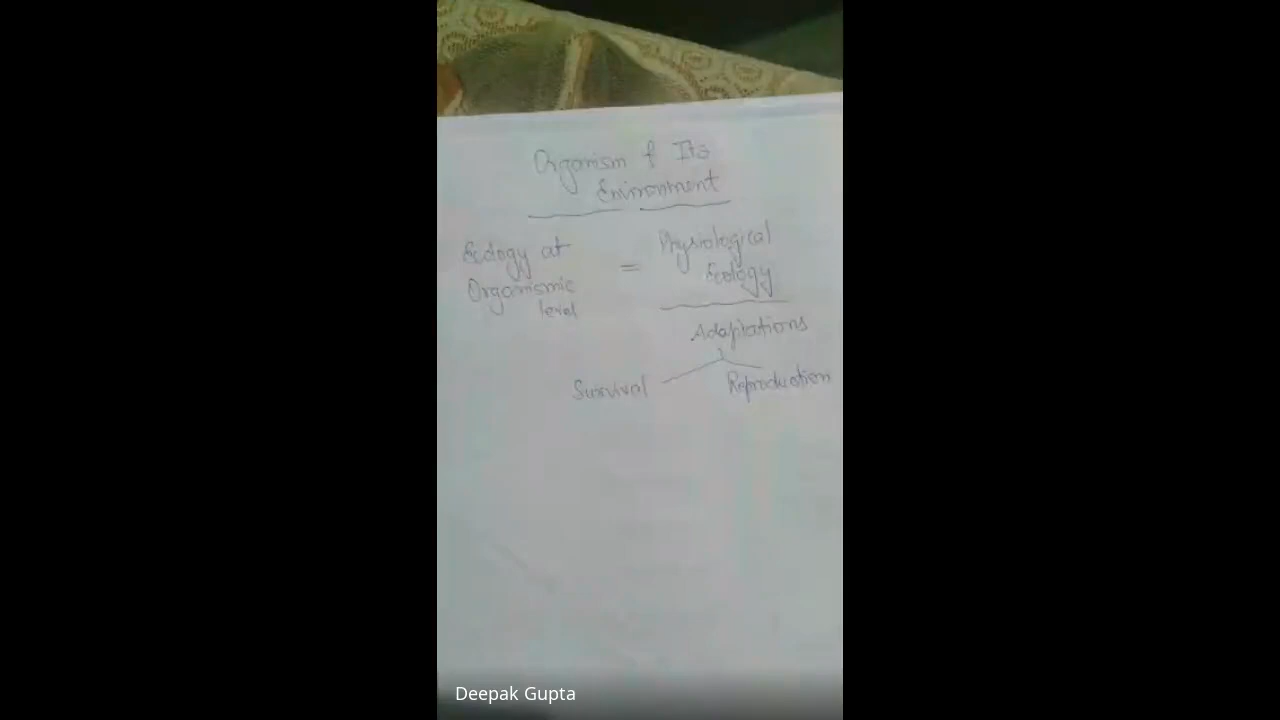 Organism & Its
Environment
Ecology at
Organismic
level
=
Physiological
Ecology
Adaptations
Survival
Reproduction
Deepak Gupta